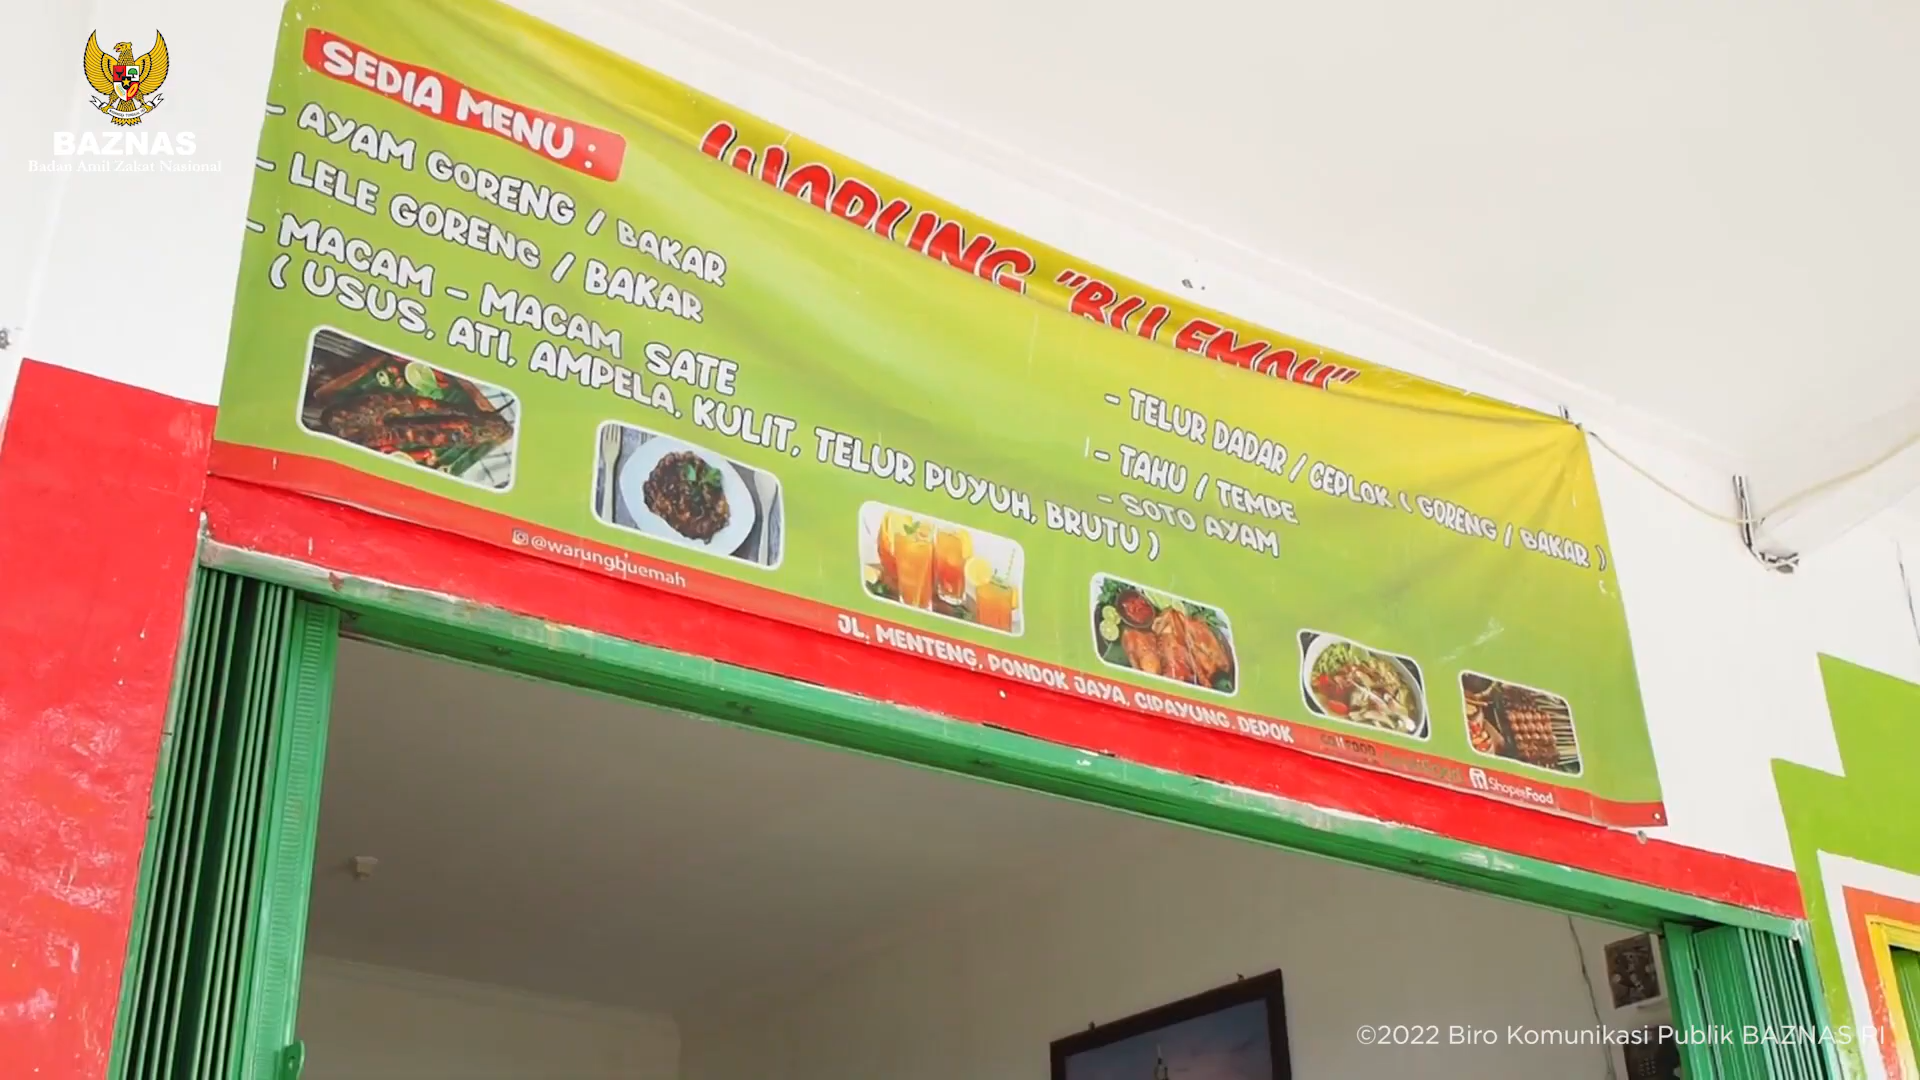 BAZNAS
Badan Amil Zakat Nasional
SEDIA MENU :
- AYAM GORENG / BAKAR
- LELE GORENG / BAKAR
- MACAM - MACAM SATE
( USUS, ATI, AMPELA, KULIT, TELUR PUYUH, BRUTU )
WARUNG "BU EMAH"
- TELUR DADAR / CEPLOK ( GORENG / BAKAR )
- TAHU / TEMPE
- SOTO AYAM
@warungbuemah
JL. MENTENG, PONDOK JAYA, CIPAYUNG. DEPOK
ShopeeFood
©2022 Biro Komunikasi Publik BAZNAS RI